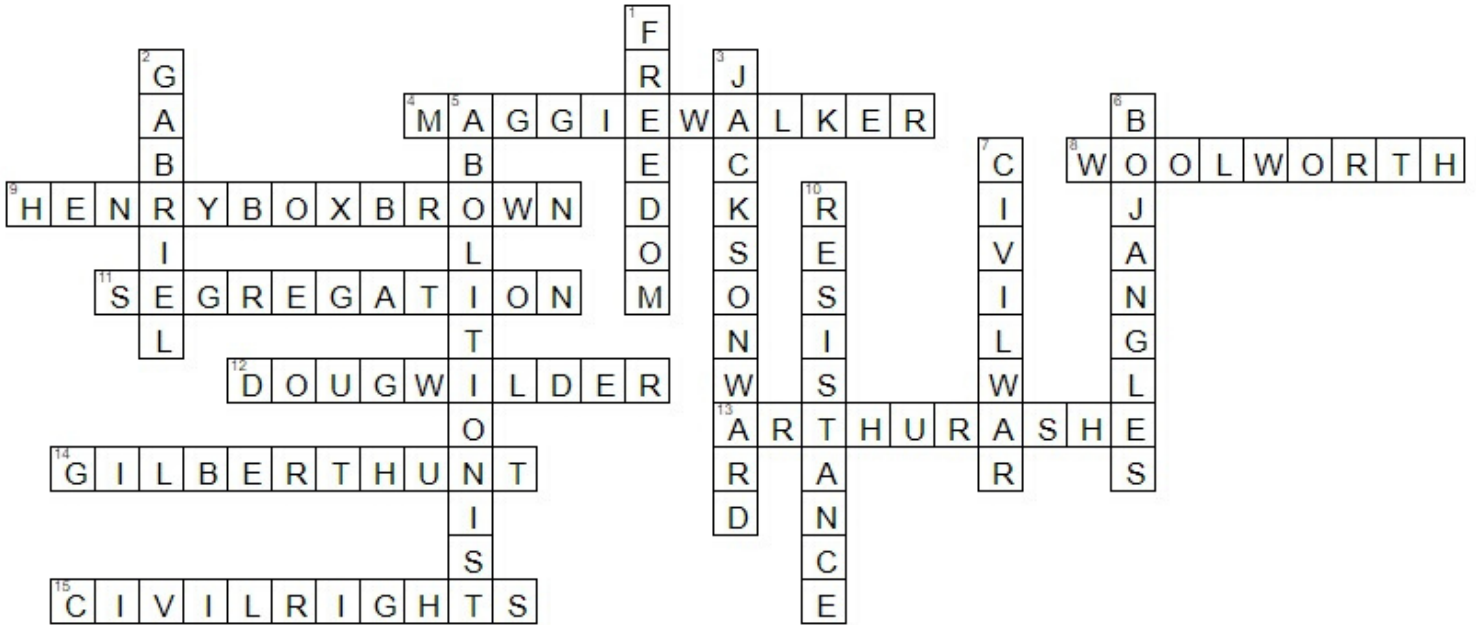 1 FREEDOM
2 GABRIEL
3 JACKSONWARD
4 MAGGIEWALKER
5 ABOLITIONIST
6 BOJANGLES
7 CIVILWAR
8 WOOLWORTH
9 HENRYBOXBROWN
10 RESISTANCE
11 SEGREGATION
12 DOUGWILDER
13 ARTHURASHE
14 GILBERTHUNT
15 CIVILRIGHTS